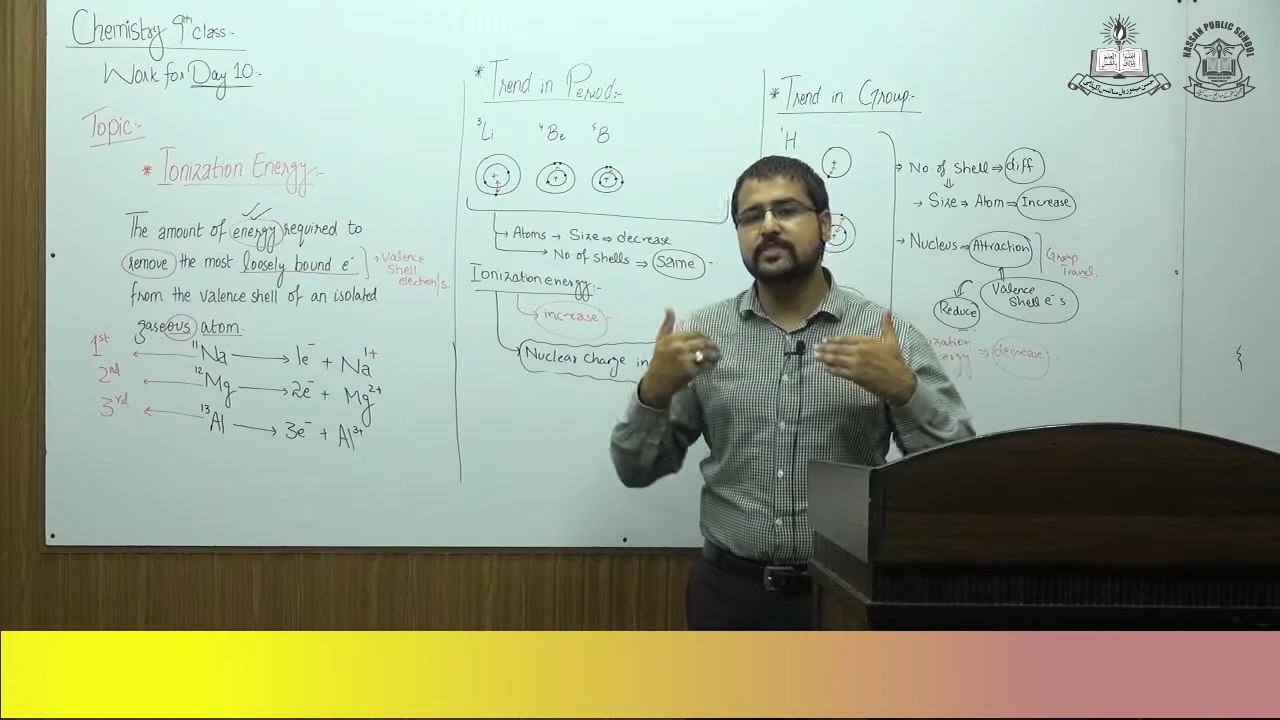 Chemistry 9th class:-
Work for Day 10:-
Topic:-
* Ionization Energy:-
The amount of energy required to
remove the most loosely bound e⁻
from the valence shell of an isolated
gaseous atom.
→ Valence
Shell
electron/s.
1st ← ¹¹Na → 1e⁻ + Na¹⁺
2nd ← ¹²Mg → 2e⁻ + Mg²⁺
3rd ← ¹³Al → 3e⁻ + Al³⁺
* Trend in Period:-
³Li ⁴Be ⁵B
→ Atoms → Size ⇒ decrease
→ No of Shells ⇒ Same
Ionization energy:-
→ increase
→ Nuclear charge in
* Trend in Group:-
¹H
→ No of Shell ⇒ diff
→ Size ⇒ Atom ⇒ Increase
→ Nucleus ⇒ Attraction
Valence
Shell e⁻s
Reduce
Group
Travel.
⇒ decrease
HASSAN PUBLIC SCHOOL